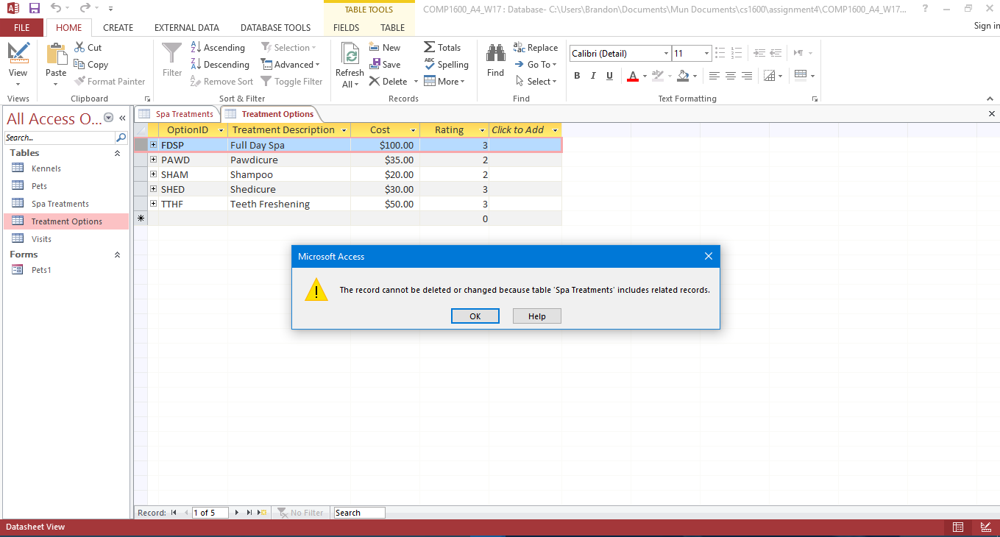 TABLE TOOLS
COMP1600_A4_W17 : Database- C:\Users\Brandon\Documents\Mun Documents\cs1600\assignment4\COMP1600_A4_W17...
?
FILE HOME CREATE EXTERNAL DATA DATABASE TOOLS FIELDS TABLE
Sign in
View
Views
Paste
Cut
Copy
Format Painter
Clipboard
Filter
Ascending
Descending
Remove Sort
Selection
Advanced
Toggle Filter
Sort & Filter
Refresh
All
New
Save
Delete
Totals
Spelling
More
Records
Find
Replace
Go To
Select
Find
Calibri (Detail) 11
B I U A
Text Formatting
All Access O...
Search...
Tables
Kennels
Pets
Spa Treatments
Treatment Options
Visits
Forms
Pets1
Spa Treatments Treatment Options
OptionID Treatment Description Cost Rating Click to Add
FDSP Full Day Spa $100.00 3
PAWD Pawdicure $35.00 2
SHAM Shampoo $20.00 2
SHED Shedicure $30.00 3
TTHF Teeth Freshening $50.00 3
0
Microsoft Access
The record cannot be deleted or changed because table 'Spa Treatments' includes related records.
OK Help
Record: 1 of 5 No Filter Search
Datasheet View